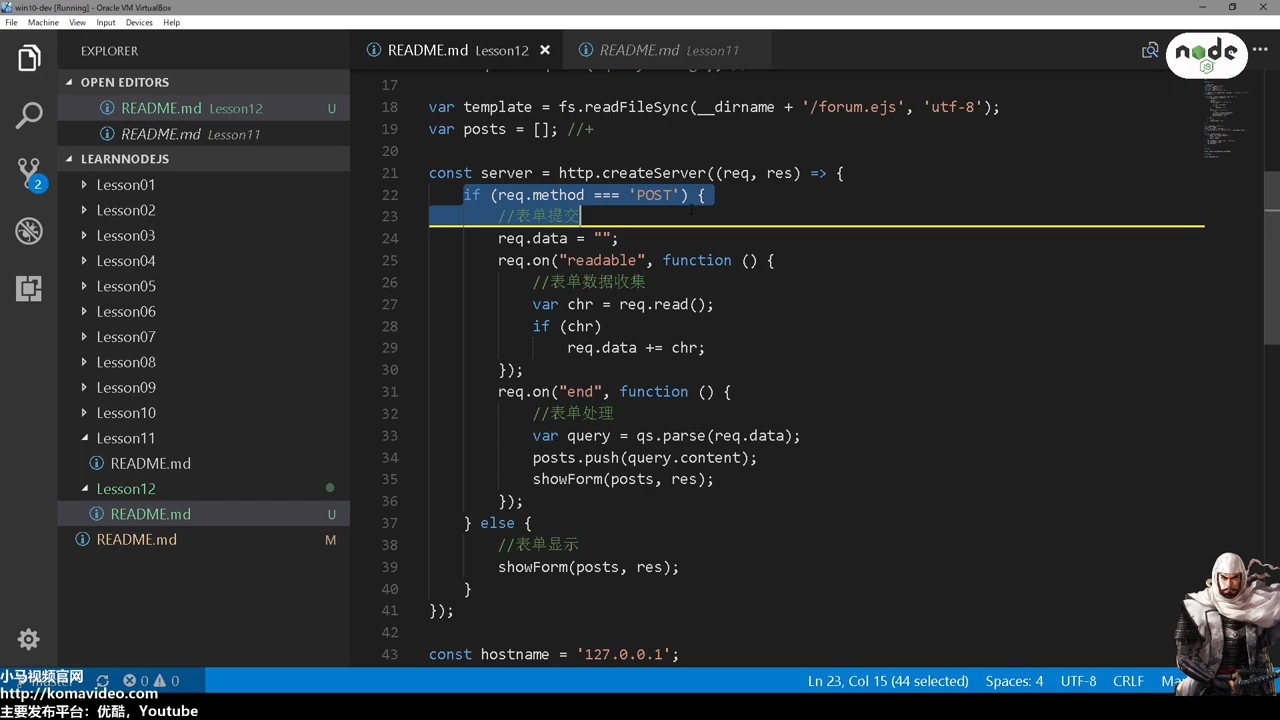 win10-dev [Running] - Oracle VM VirtualBox
File Machine View Input Devices Help
EXPLORER
OPEN EDITORS
README.md Lesson12 U
README.md Lesson11
LEARNNODEJS
Lesson01
Lesson02
Lesson03
Lesson04
Lesson05
Lesson06
Lesson07
Lesson08
Lesson09
Lesson10
Lesson11
README.md
Lesson12
README.md U
README.md M
2
README.md Lesson12
README.md Lesson11
node
JS
17
18 var template = fs.readFileSync(__dirname + '/forum.ejs', 'utf-8');
19 var posts = []; //+
20
21 const server = http.createServer((req, res) => {
22 if (req.method === 'POST') {
23 //表单提交
24 req.data = "";
25 req.on("readable", function () {
26 //表单数据收集
27 var chr = req.read();
28 if (chr)
29 req.data += chr;
30 });
31 req.on("end", function () {
32 //表单处理
33 var query = qs.parse(req.data);
34 posts.push(query.content);
35 showForm(posts, res);
36 });
37 } else {
38 //表单显示
39 showForm(posts, res);
40 }
41 });
42
43 const hostname = '127.0.0.1';
0 0
Ln 23, Col 15 (44 selected) Spaces: 4 UTF-8 CRLF
小马视频官网
http://komavideo.com
主要发布平台：优酷，Youtube